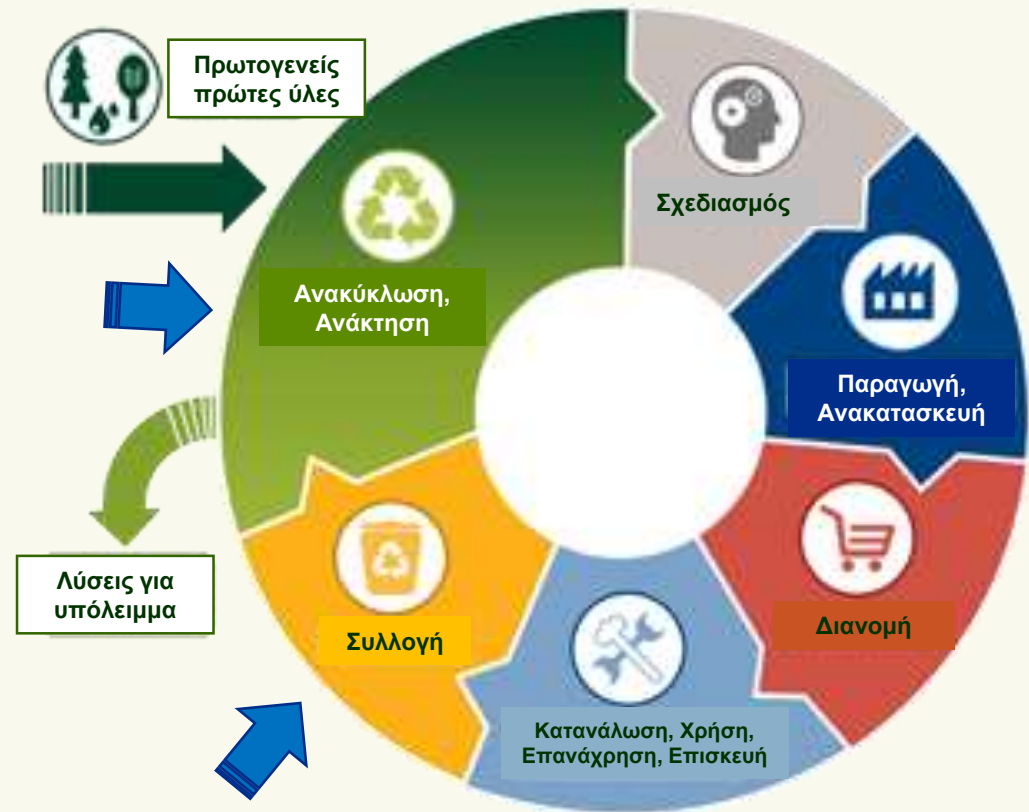 Πρωτογενείς
πρώτες ύλες
Σχεδιασμός
Ανακύκλωση,
Ανάκτηση
Παραγωγή,
Ανακατασκευή
Λύσεις για
υπόλειμμα
Συλλογή
Διανομή
Κατανάλωση, Χρήση,
Επανάχρηση, Επισκευή